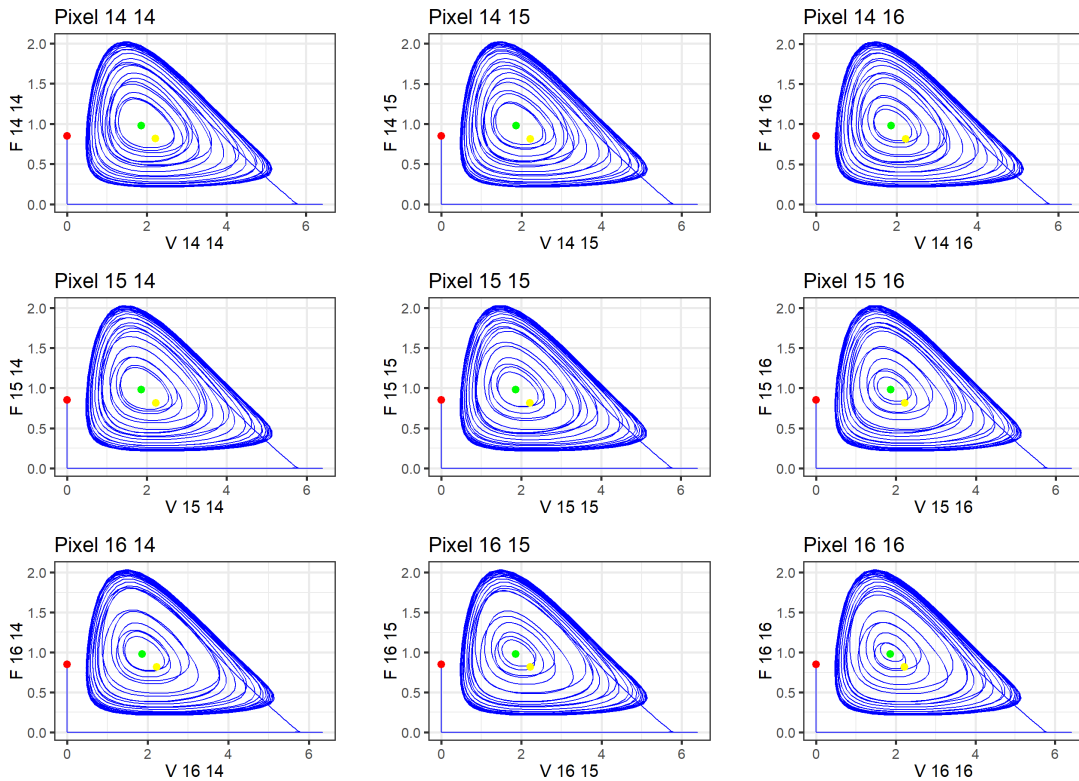 Pixel 14 14
Pixel 14 15
Pixel 14 16
F 14 14
2.0
1.5
1.0
0.5
0.0
0 2 4 6
V 14 14
F 14 15
2.0
1.5
1.0
0.5
0.0
0 2 4 6
V 14 15
F 14 16
2.0
1.5
1.0
0.5
0.0
0 2 4 6
V 14 16
Pixel 15 14
Pixel 15 15
Pixel 15 16
F 15 14
2.0
1.5
1.0
0.5
0.0
0 2 4 6
V 15 14
F 15 15
2.0
1.5
1.0
0.5
0.0
0 2 4 6
V 15 15
F 15 16
2.0
1.5
1.0
0.5
0.0
0 2 4 6
V 15 16
Pixel 16 14
Pixel 16 15
Pixel 16 16
F 16 14
2.0
1.5
1.0
0.5
0.0
0 2 4 6
V 16 14
F 16 15
2.0
1.5
1.0
0.5
0.0
0 2 4 6
V 16 15
F 16 16
2.0
1.5
1.0
0.5
0.0
0 2 4 6
V 16 16